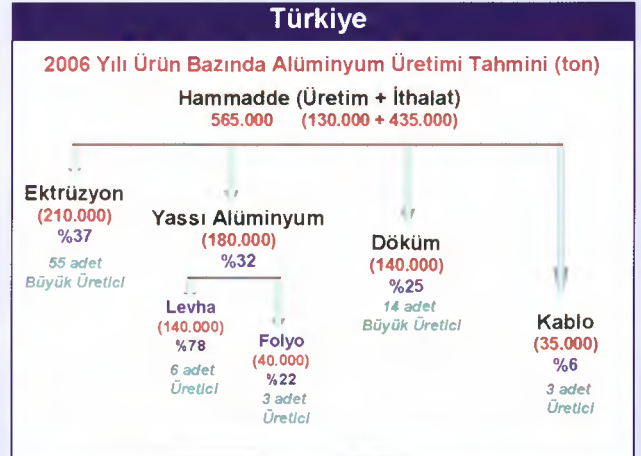 Türkiye
2006 Yılı Ürün Bazında Alüminyum Üretimi Tahmini (ton)
Hammadde (Üretim + İthalat)
565.000 (130.000 + 435.000)
Ektrüzyon
(210.000)
%37
55 adet
Büyük Üretici
Yassı Alüminyum
(180.000)
%32
Levha
(140.000)
%78
6 adet
Üretici
Folyo
(40.000)
%22
3 adet
Üretici
Döküm
(140.000)
%25
14 adet
Büyük Üretici
Kablo
(35.000)
%6
3 adet
Üretici